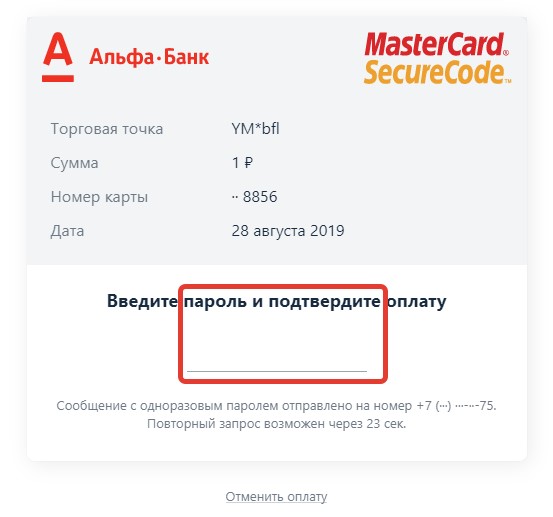 Альфа·Банк
MasterCard®
SecureCode™
Торговая точка YM*bfl
Сумма 1 ₽
Номер карты ·· 8856
Дата 28 августа 2019
Введите пароль и подтвердите оплату
Сообщение с одноразовым паролем отправлено на номер +7 (···) ···-··-75.
Повторный запрос возможен через 23 сек.
Отменить оплату